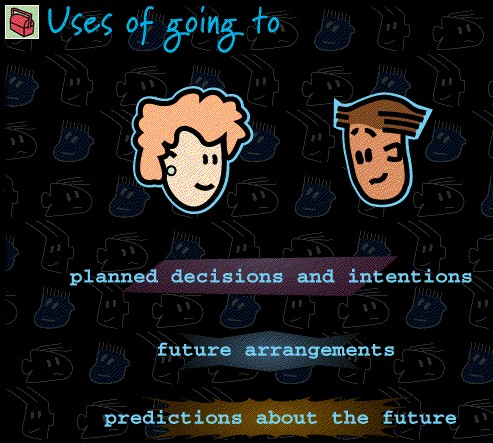 Uses of going to
planned decisions and intentions
future arrangements
predictions about the future